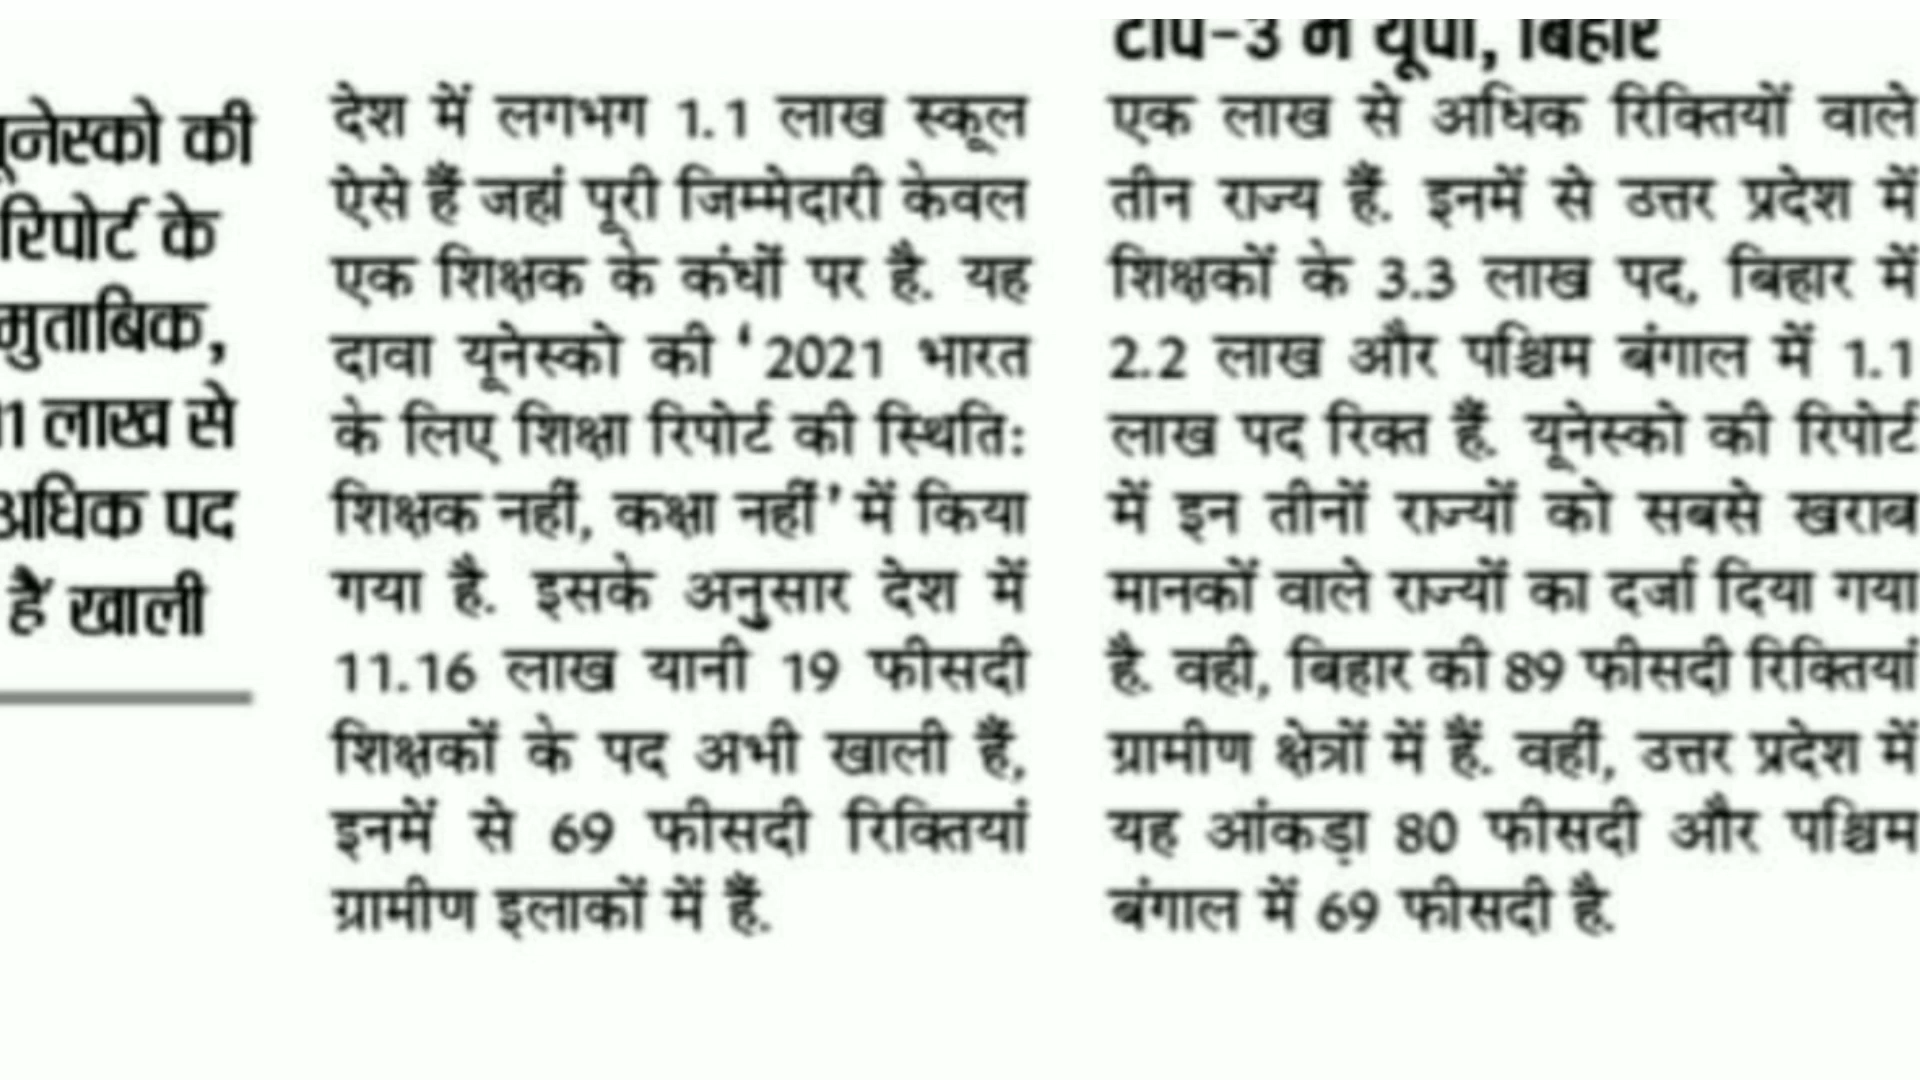 यूनेस्को की
रिपोर्ट के
मुताबिक,
11 लाख से
अधिक पद
हैं खाली
देश में लगभग 1.1 लाख स्कूल
ऐसे हैं जहां पूरी जिम्मेदारी केवल
एक शिक्षक के कंधों पर है. यह
दावा यूनेस्को की ‘2021 भारत
के लिए शिक्षा रिपोर्ट की स्थिति:
शिक्षक नहीं, कक्षा नहीं’ में किया
गया है. इसके अनुसार देश में
11.16 लाख यानी 19 फीसदी
शिक्षकों के पद अभी खाली हैं,
इनमें से 69 फीसदी रिक्तियां
ग्रामीण इलाकों में हैं.
टॉप-3 में यूपी, बिहार
एक लाख से अधिक रिक्तियों वाले
तीन राज्य हैं. इनमें से उत्तर प्रदेश में
शिक्षकों के 3.3 लाख पद, बिहार में
2.2 लाख और पश्चिम बंगाल में 1.1
लाख पद रिक्त हैं. यूनेस्को की रिपोर्ट
में इन तीनों राज्यों को सबसे खराब
मानकों वाले राज्यों का दर्जा दिया गया
है. वही, बिहार की 89 फीसदी रिक्तियां
ग्रामीण क्षेत्रों में हैं. वहीं, उत्तर प्रदेश में
यह आंकड़ा 80 फीसदी और पश्चिम
बंगाल में 69 फीसदी है.